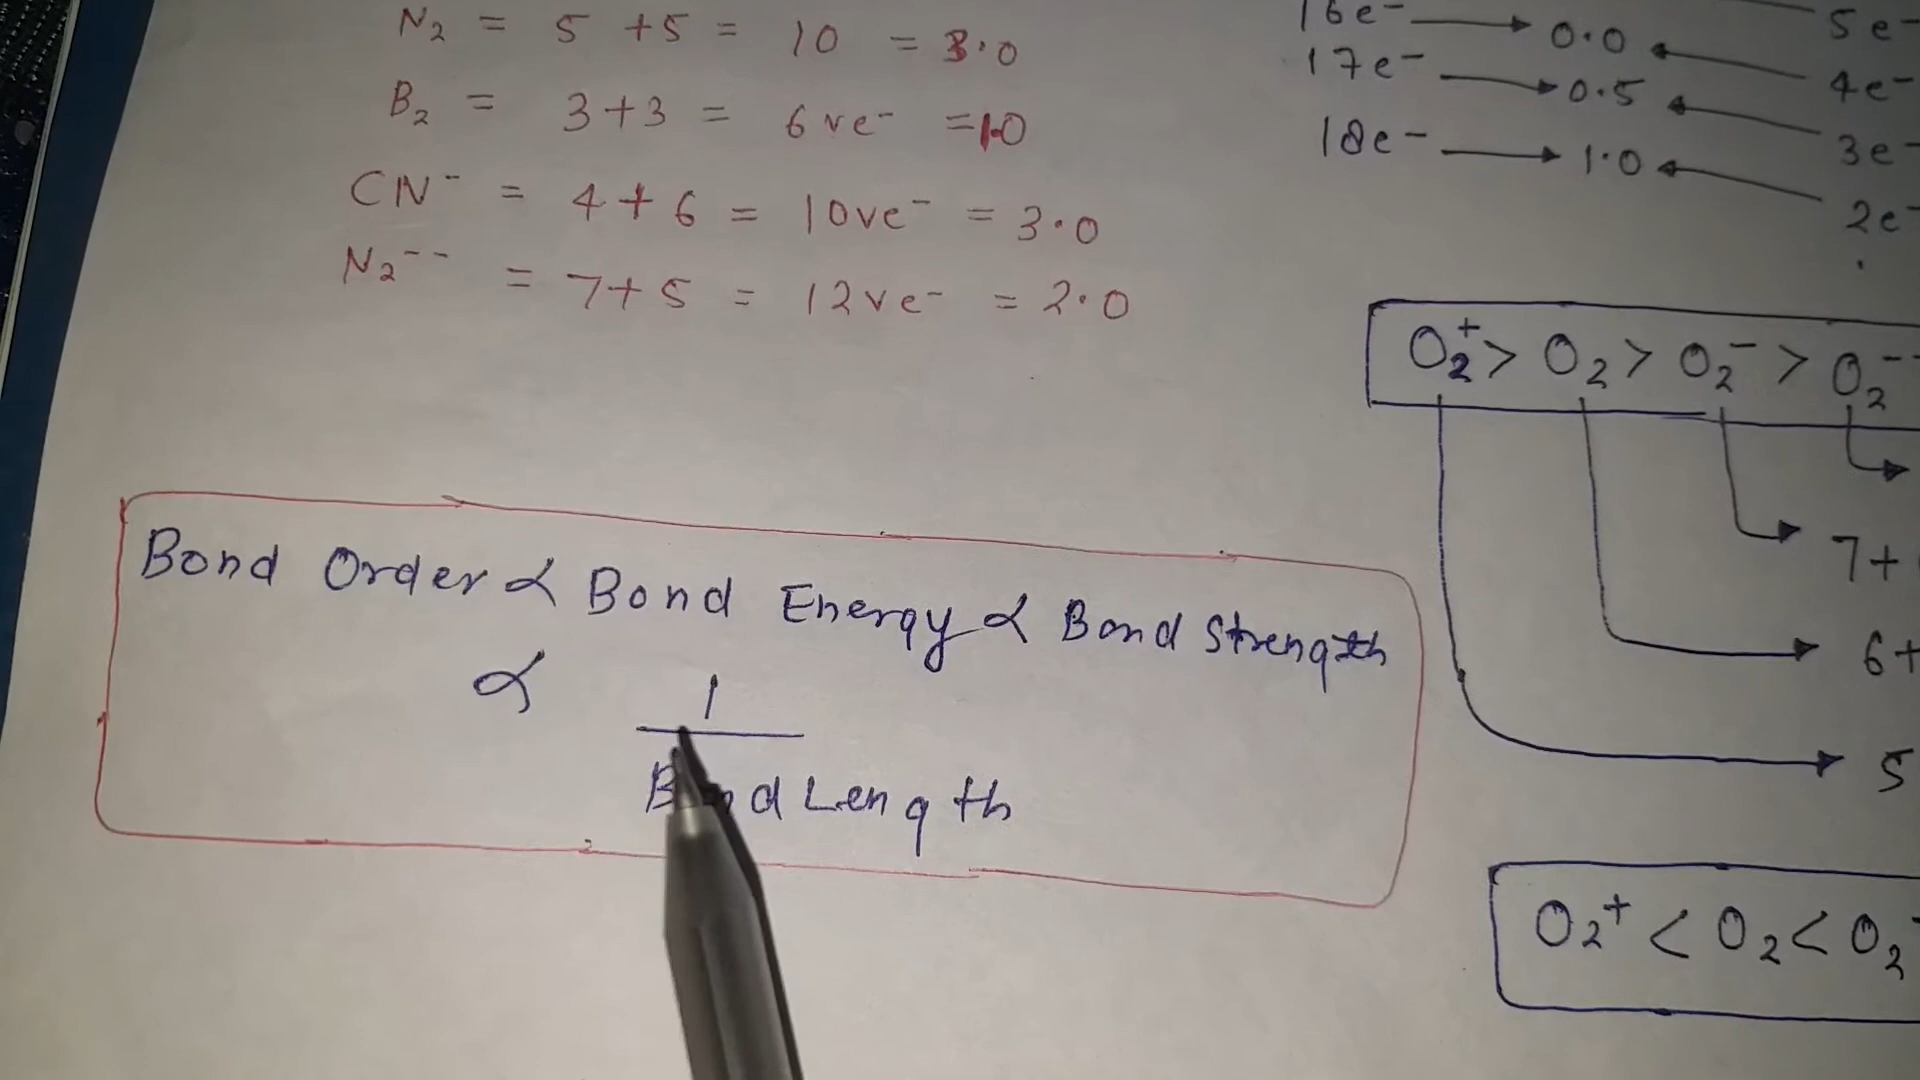 N₂ = 5 + 5 = 10 = 3.0
B₂ = 3 + 3 = 6 ve⁻ = 1.0
CN⁻ = 4 + 6 = 10 ve⁻ = 3.0
N₂⁻⁻ = 7 + 5 = 12 ve⁻ = 2.0
Bond Order ∝ Bond Energy ∝ Bond Strength
∝ 1
Bond Length
16e⁻ → 0.0 ← 4e⁻
17e⁻ → 0.5 ← 3e⁻
18e⁻ → 1.0 ← 2e⁻
5e⁻
O₂⁺ > O₂ > O₂⁻ > O₂⁻⁻
7+
6+
5
O₂⁺ < O₂ < O₂⁻